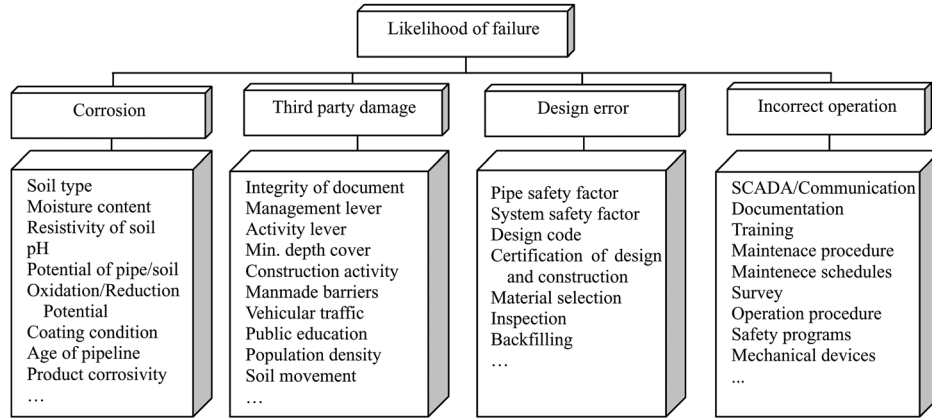 Likelihood of failure
Corrosion
Third party damage
Design error
Incorrect operation
Soil type
Moisture content
Resistivity of soil
pH
Potential of pipe/soil
Oxidation/Reduction
Potential
Coating condition
Age of pipeline
Product corrosivity
…
Integrity of document
Management lever
Activity lever
Min. depth cover
Construction activity
Manmade barriers
Vehicular traffic
Public education
Population density
Soil movement
…
Pipe safety factor
System safety factor
Design code
Certification of design
and construction
Material selection
Inspection
Backfilling
…
SCADA/Communication
Documentation
Training
Maintenace procedure
Maintenece schedules
Survey
Operation procedure
Safety programs
Mechanical devices
...